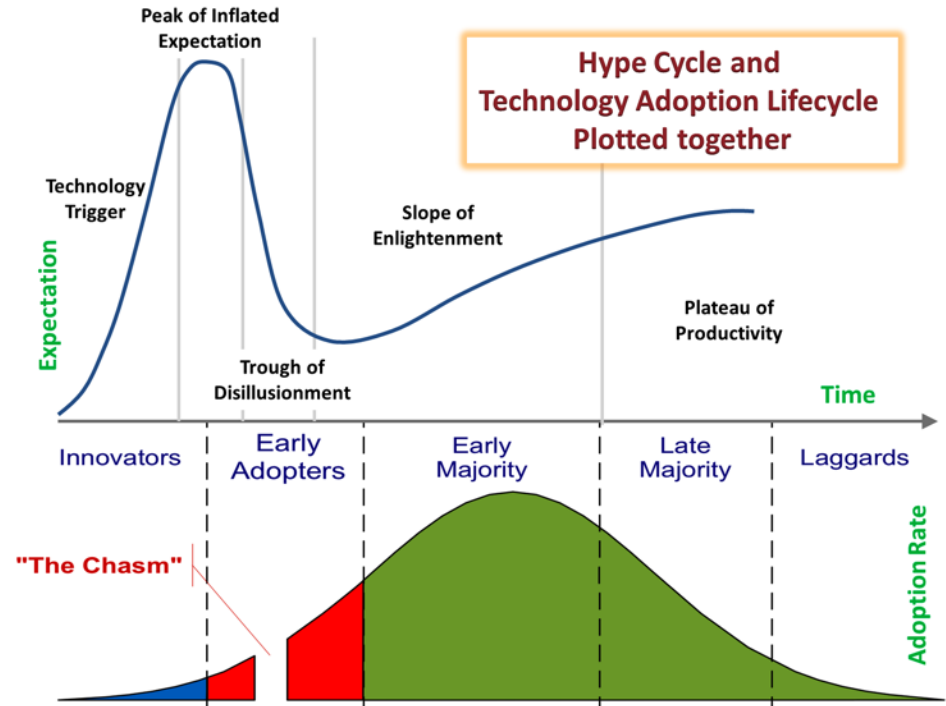 Peak of Inflated
Expectation
Hype Cycle and
Technology Adoption Lifecycle
Plotted together
Technology
Trigger
Slope of
Enlightenment
Expectation
Plateau of
Productivity
Trough of
Disillusionment
Time
Innovators
Early
Adopters
Early
Majority
Late
Majority
Laggards
"The Chasm"
Adoption Rate